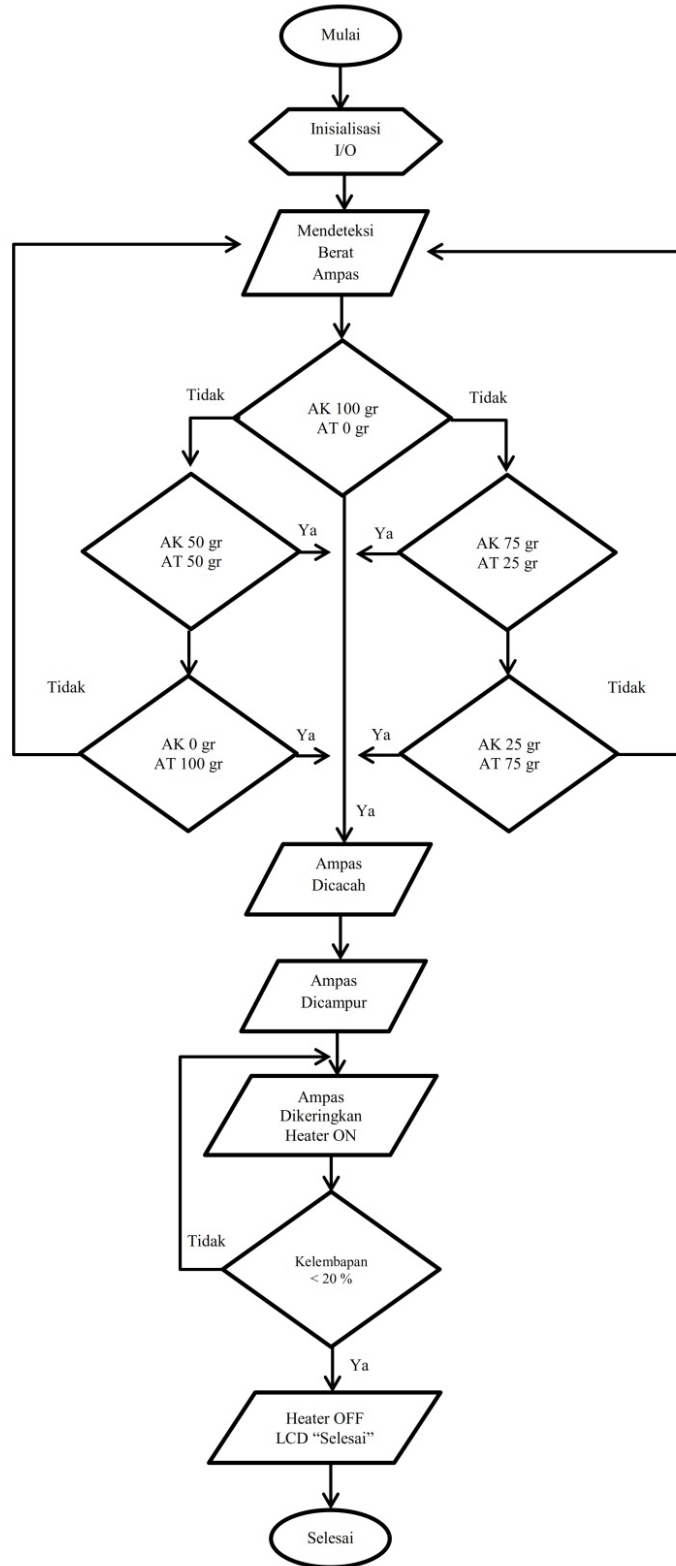 Mulai
Inisialisasi
I/O
Mendeteksi
Berat
Ampas
Tidak
AK 100 gr
AT 0 gr
Tidak
AK 50 gr
AT 50 gr
Ya
Ya
AK 75 gr
AT 25 gr
Tidak
AK 0 gr
AT 100 gr
Ya
Ya
AK 25 gr
AT 75 gr
Tidak
Ya
Ampas
Dicacah
Ampas
Dicampur
Ampas
Dikeringkan
Heater ON
Tidak
Kelembapan
< 20 %
Ya
Heater OFF
LCD “Selesai”
Selesai